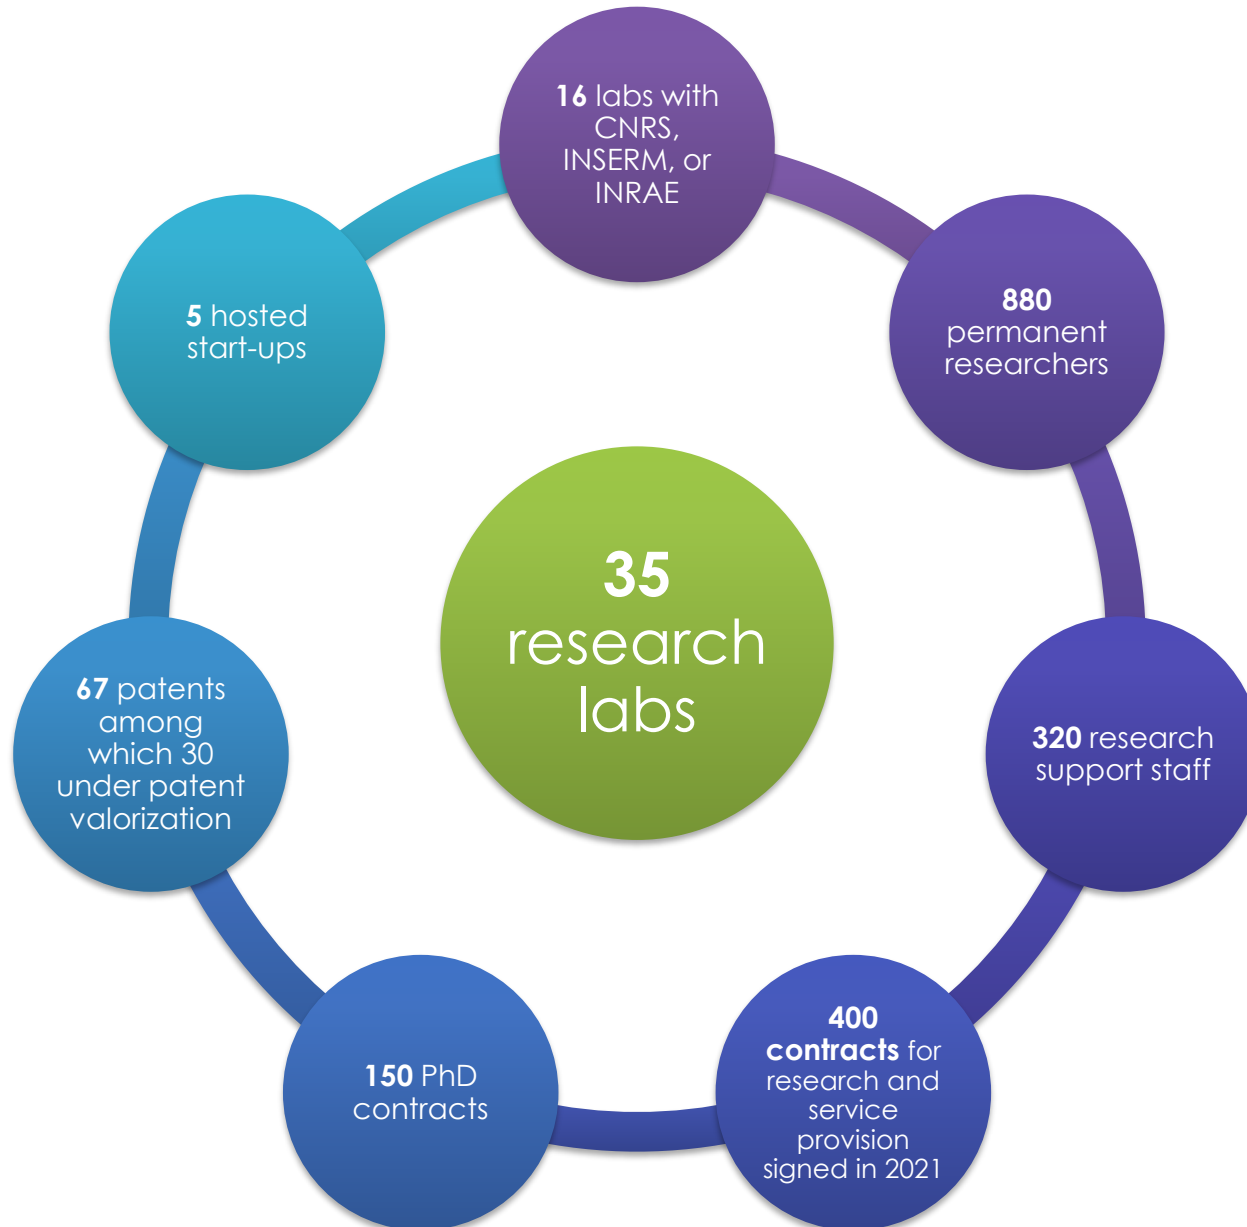 16 labs with
CNRS,
INSERM, or
INRAE
880
permanent
researchers
320 research
support staff
400
contracts for
research and
service
provision
signed in 2021
150 PhD
contracts
67 patents
among
which 30
under patent
valorization
5 hosted
start-ups
35
research
labs